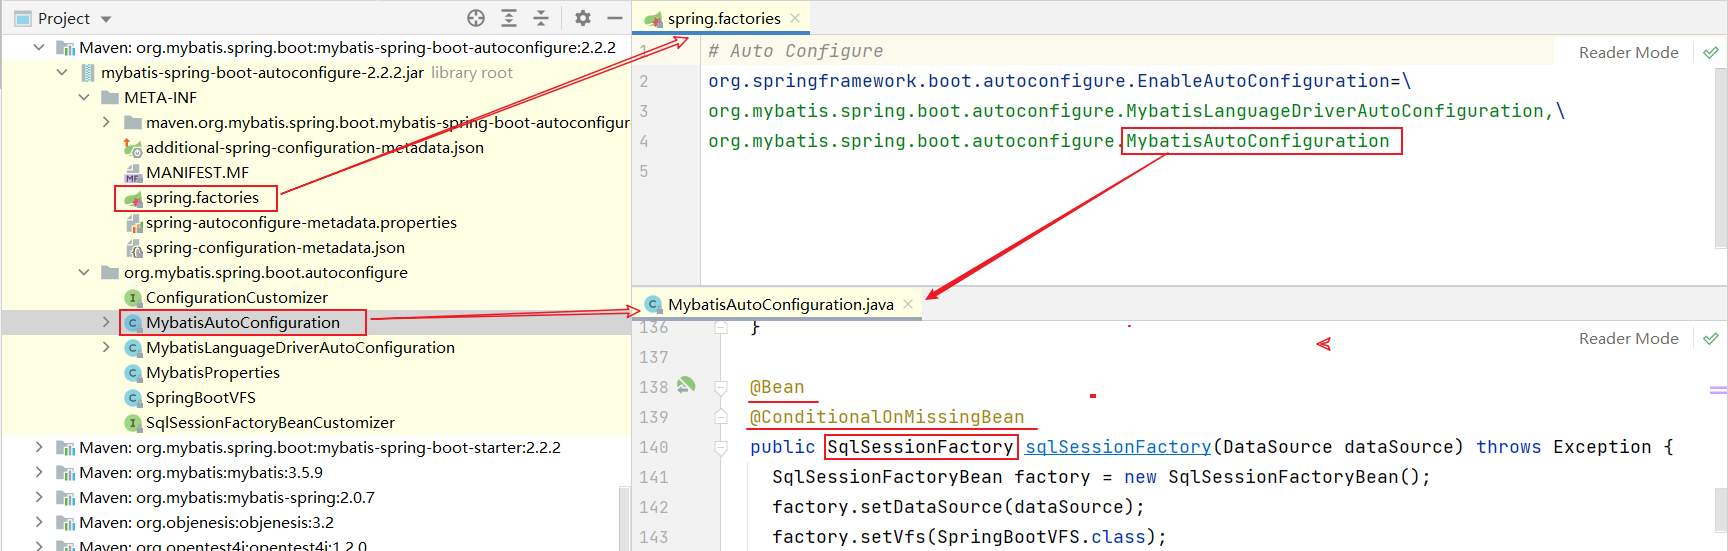 Project
Maven: org.mybatis.spring.boot:mybatis-spring-boot-autoconfigure:2.2.2
mybatis-spring-boot-autoconfigure-2.2.2.jar library root
META-INF
maven.org.mybatis.spring.boot.mybatis-spring-boot-autoconfigur
additional-spring-configuration-metadata.json
MANIFEST.MF
spring.factories
spring-autoconfigure-metadata.properties
spring-configuration-metadata.json
org.mybatis.spring.boot.autoconfigure
ConfigurationCustomizer
MybatisAutoConfiguration
MybatisLanguageDriverAutoConfiguration
MybatisProperties
SpringBootVFS
SqlSessionFactoryBeanCustomizer
Maven: org.mybatis.spring.boot:mybatis-spring-boot-starter:2.2.2
Maven: org.mybatis:mybatis:3.5.9
Maven: org.mybatis:mybatis-spring:2.0.7
Maven: org.objenesis:objenesis:3.2
Maven: org.opentest4j:opentest4j:1.2.0
spring.factories
Reader Mode
1 # Auto Configure
2 org.springframework.boot.autoconfigure.EnableAutoConfiguration=\
3 org.mybatis.spring.boot.autoconfigure.MybatisLanguageDriverAutoConfiguration,\
4 org.mybatis.spring.boot.autoconfigure.MybatisAutoConfiguration
5
MybatisAutoConfiguration.java
Reader Mode
136 }
137
138 @Bean
139 @ConditionalOnMissingBean
140 public SqlSessionFactory sqlSessionFactory(DataSource dataSource) throws Exception {
141 SqlSessionFactoryBean factory = new SqlSessionFactoryBean();
142 factory.setDataSource(dataSource);
143 factory.setVfs(SpringBootVFS.class);